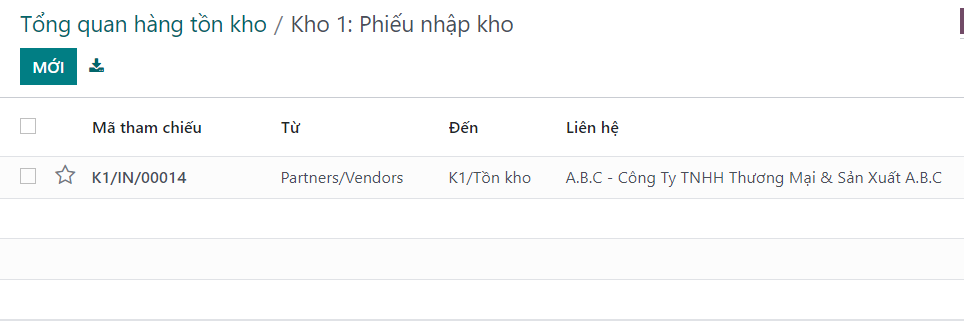 Tổng quan hàng tồn kho / Kho 1: Phiếu nhập kho
MỚI
Mã tham chiếu Từ Đến Liên hệ
K1/IN/00014 Partners/Vendors K1/Tồn kho A.B.C - Công Ty TNHH Thương Mại & Sản Xuất A.B.C